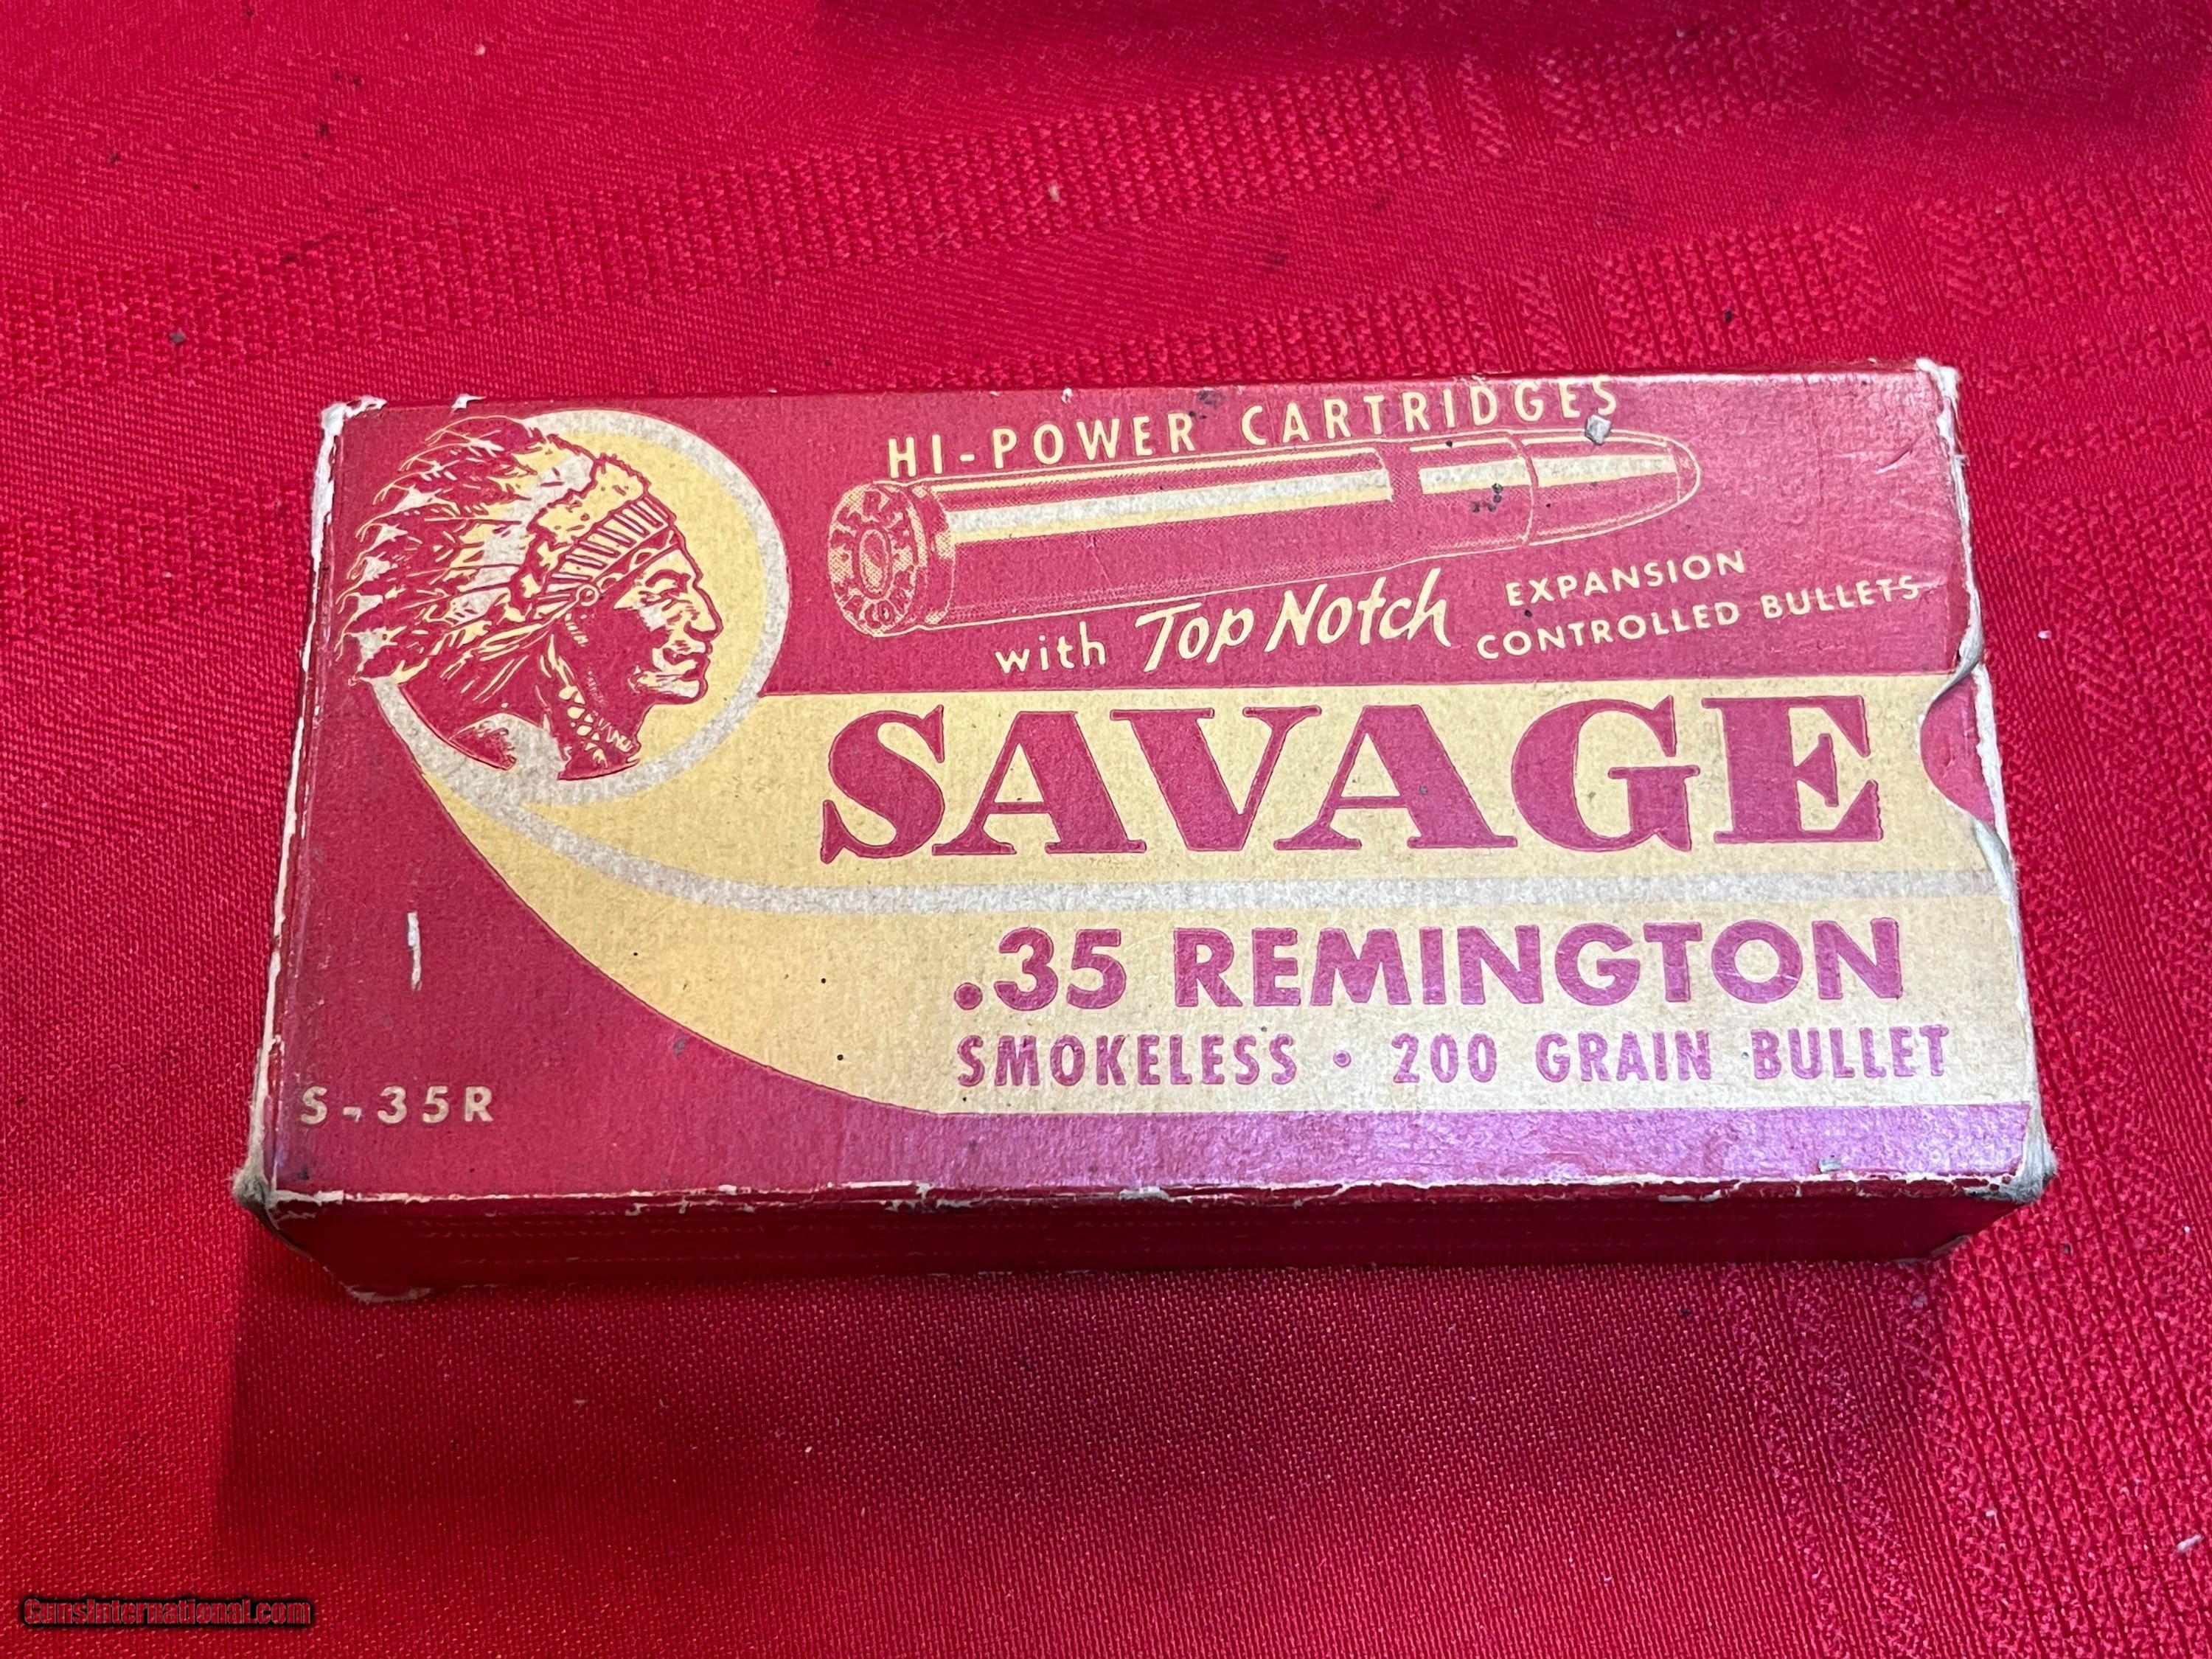 HI-POWER CARTRIDGES
with Top Notch EXPANSION
CONTROLLED BULLETS
SAVAGE
.35 REMINGTON
SMOKELESS • 200 GRAIN BULLET
S-35R
GunsInternational.com